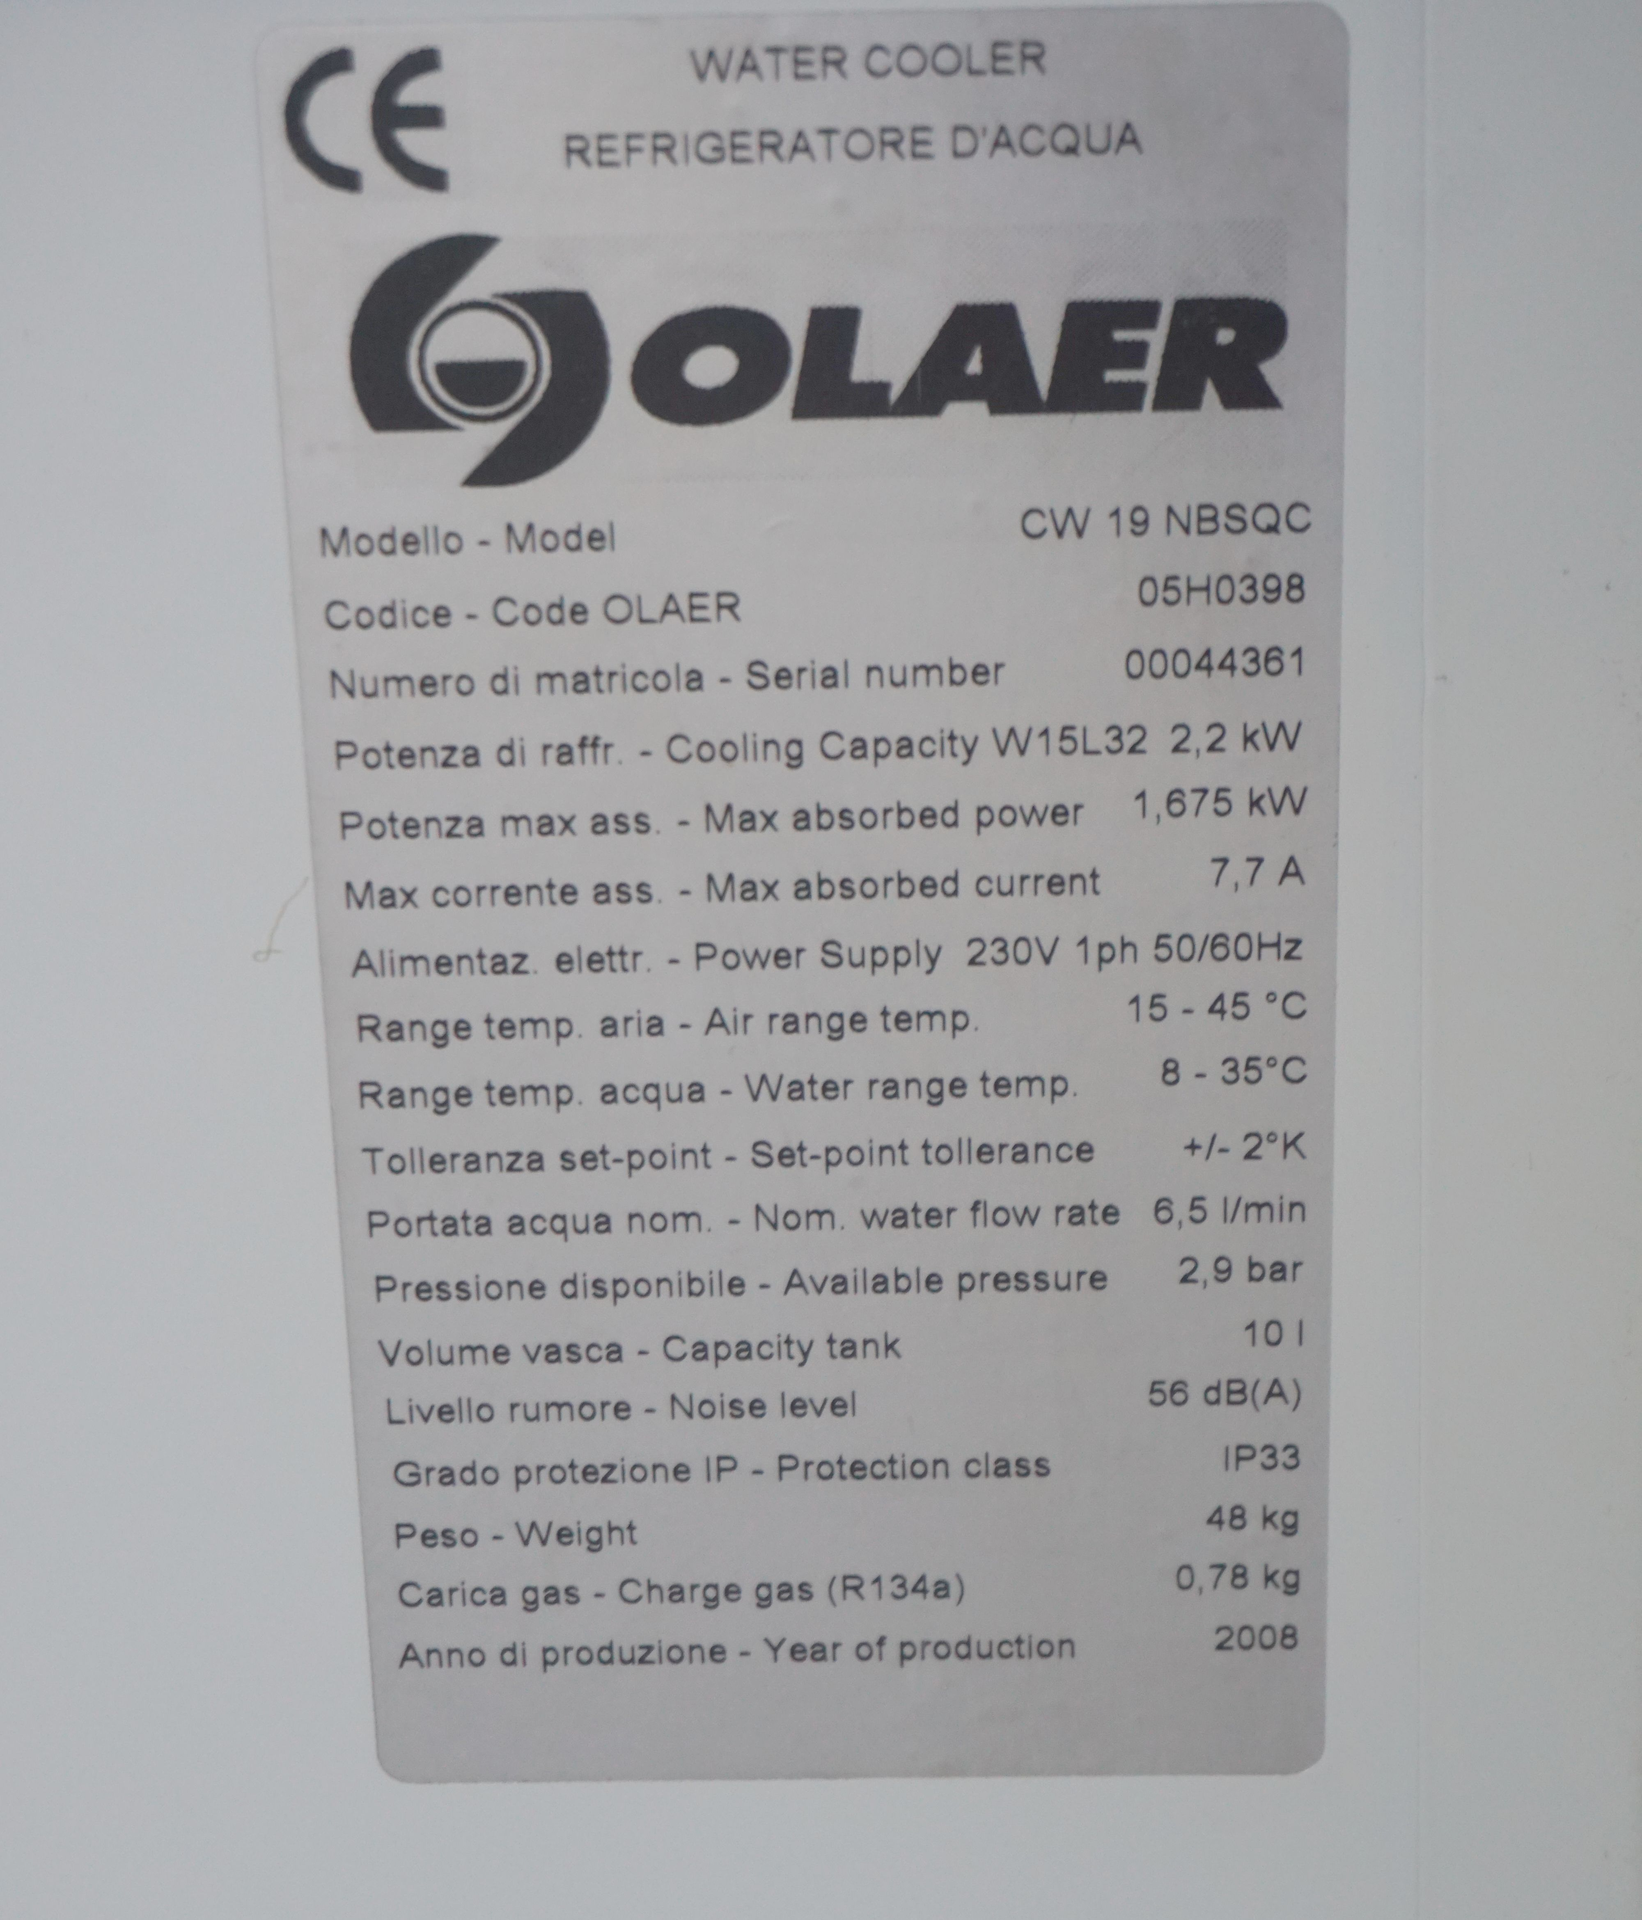 CE
WATER COOLER
REFRIGERATORE D'ACQUA
OLAER
Modello - Model CW 19 NBSQC
Codice - Code OLAER 05H0398
Numero di matricola - Serial number 00044361
Potenza di raffr. - Cooling Capacity W15L32 2,2 kW
Potenza max ass. - Max absorbed power 1,675 kW
Max corrente ass. - Max absorbed current 7,7 A
Alimentaz. elettr. - Power Supply 230V 1ph 50/60Hz
Range temp. aria - Air range temp. 15 - 45 °C
Range temp. acqua - Water range temp. 8 - 35°C
Tolleranza set-point - Set-point tollerance +/- 2°K
Portata acqua nom. - Nom. water flow rate 6,5 l/min
Pressione disponibile - Available pressure 2,9 bar
Volume vasca - Capacity tank 10 l
Livello rumore - Noise level 56 dB(A)
Grado protezione IP - Protection class IP33
Peso - Weight 48 kg
Carica gas - Charge gas (R134a) 0,78 kg
Anno di produzione - Year of production 2008